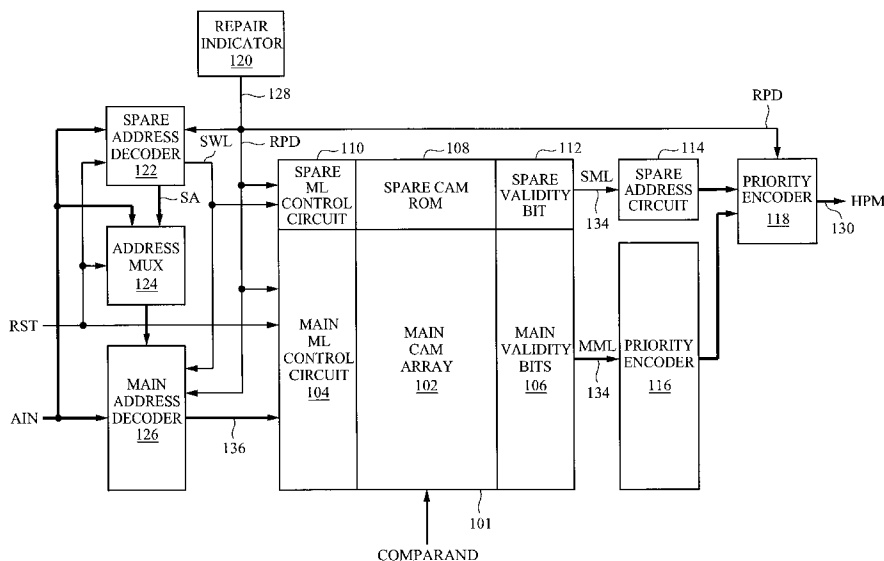 REPAIR
INDICATOR
120
128
RPD
RPD
SPARE
ADDRESS
DECODER
122
SWL
SA
110
108
112
114
SPARE
ML
CONTROL
CIRCUIT
SPARE CAM
ROM
SPARE
VALIDITY
BIT
SML
134
SPARE
ADDRESS
CIRCUIT
PRIORITY
ENCODER
118
HPM
130
ADDRESS
MUX
124
RST
MAIN
ML
CONTROL
CIRCUIT
104
MAIN
CAM
ARRAY
102
MAIN
VALIDITY
BITS
106
MML
134
PRIORITY
ENCODER
116
AIN
MAIN
ADDRESS
DECODER
126
136
101
COMPARAND